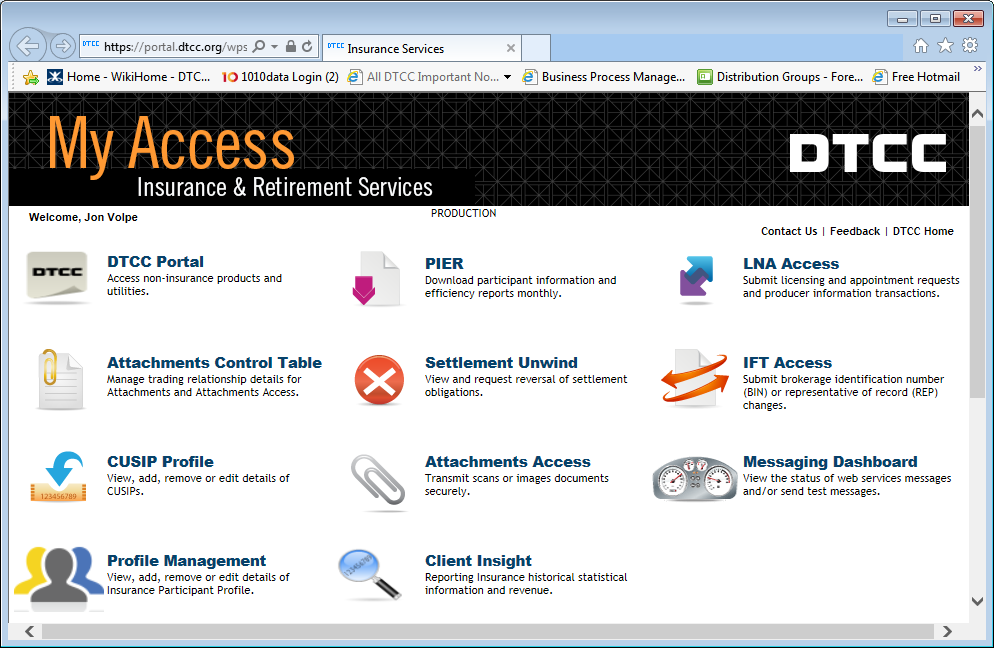 DTCC https://portal.dtcc.org/wps
DTCC Insurance Services
Home - WikiHome - DTC...
1010data Login (2)
All DTCC Important No...
Business Process Manage...
Distribution Groups - Fore...
Free Hotmail
My Access
Insurance & Retirement Services
DTCC
Welcome, Jon Volpe
PRODUCTION
Contact Us | Feedback | DTCC Home
DTCC
DTCC Portal
Access non-insurance products and
utilities.
PIER
Download participant information and
efficiency reports monthly.
LNA Access
Submit licensing and appointment requests
and producer information transactions.
Attachments Control Table
Manage trading relationship details for
Attachments and Attachments Access.
Settlement Unwind
View and request reversal of settlement
obligations.
IFT Access
Submit brokerage identification number
(BIN) or representative of record (REP)
changes.
123456789
CUSIP Profile
View, add, remove or edit details of
CUSIPs.
Attachments Access
Transmit scans or images documents
securely.
Messaging Dashboard
View the status of web services messages
and/or send test messages.
Profile Management
View, add, remove or edit details of
Insurance Participant Profile.
Client Insight
Reporting Insurance historical statistical
information and revenue.